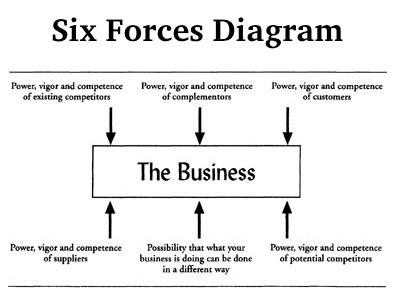 Six Forces Diagram
Power, vigor and competence
of existing competitors
Power, vigor and competence
of complementors
Power, vigor and competence
of customers
The Business
Power, vigor and competence
of suppliers
Possibility that what your
business is doing can be done
in a different way
Power, vigor and competence
of potential competitors